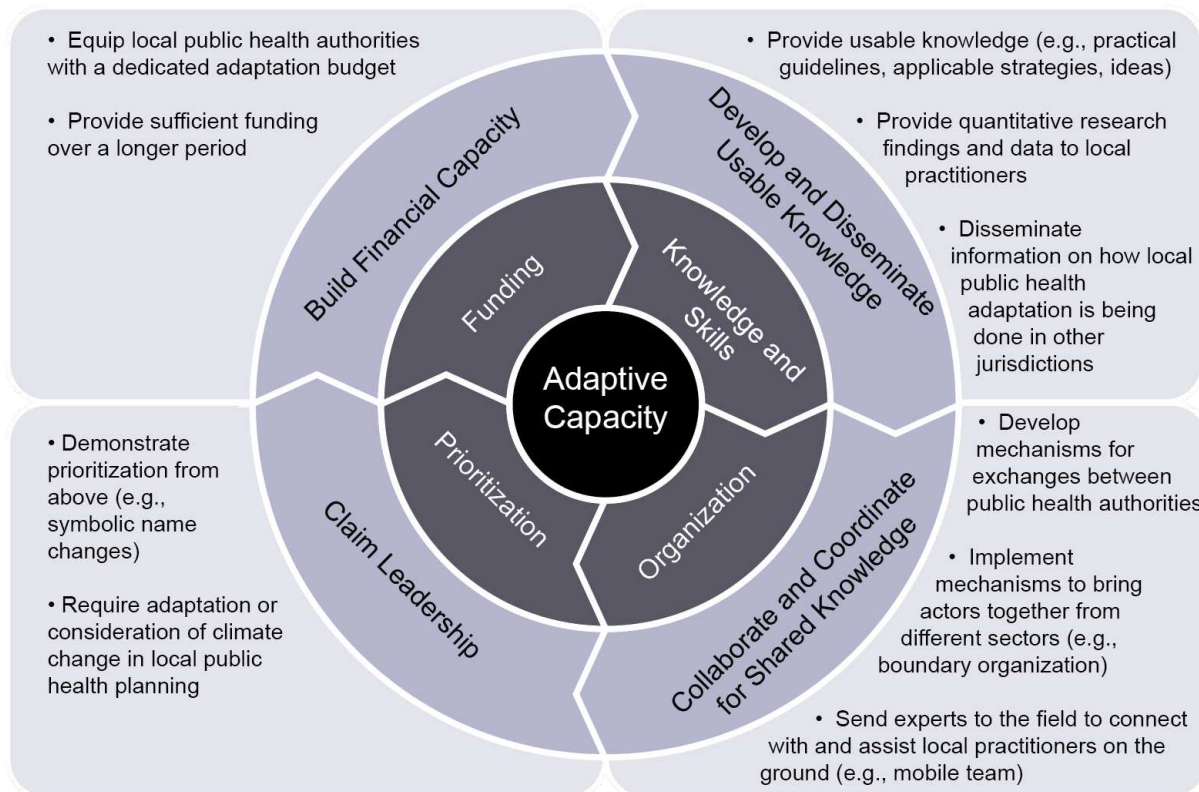 • Equip local public health authorities
with a dedicated adaptation budget
• Provide sufficient funding
over a longer period
• Provide usable knowledge (e.g., practical
guidelines, applicable strategies, ideas)
• Provide quantitative research
findings and data to local
practitioners
• Disseminate
information on how local
public health
adaptation is being
done in other
jurisdictions
Build Financial Capacity
Develop and Disseminate
Usable Knowledge
Funding
Knowledge and
Skills
Adaptive
Capacity
Prioritization
Organization
Claim Leadership
Collaborate and Coordinate
for Shared Knowledge
• Demonstrate
prioritization from
above (e.g.,
symbolic name
changes)
• Require adaptation or
consideration of climate
change in local public
health planning
• Develop
mechanisms for
exchanges between
public health authorities
• Implement
mechanisms to bring
actors together from
different sectors (e.g.,
boundary organization)
• Send experts to the field to connect
with and assist local practitioners on the
ground (e.g., mobile team)